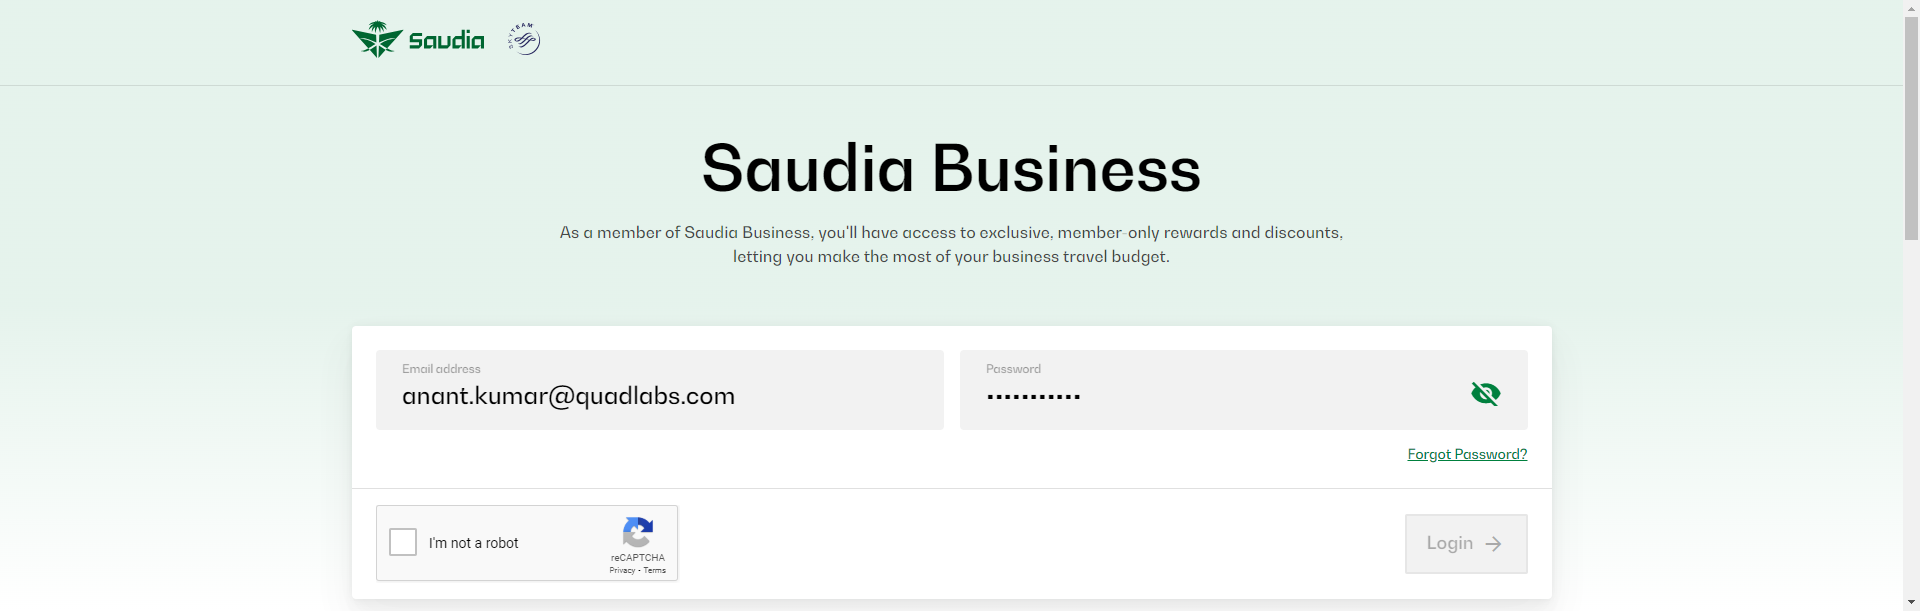 Saudia
SKYTEAM
Saudia Business
As a member of Saudia Business, you'll have access to exclusive, member-only rewards and discounts,
letting you make the most of your business travel budget.
Email address
anant.kumar@quadlabs.com
Password
•••••••••••
Forgot Password?
I'm not a robot
reCAPTCHA
Privacy - Terms
Login →